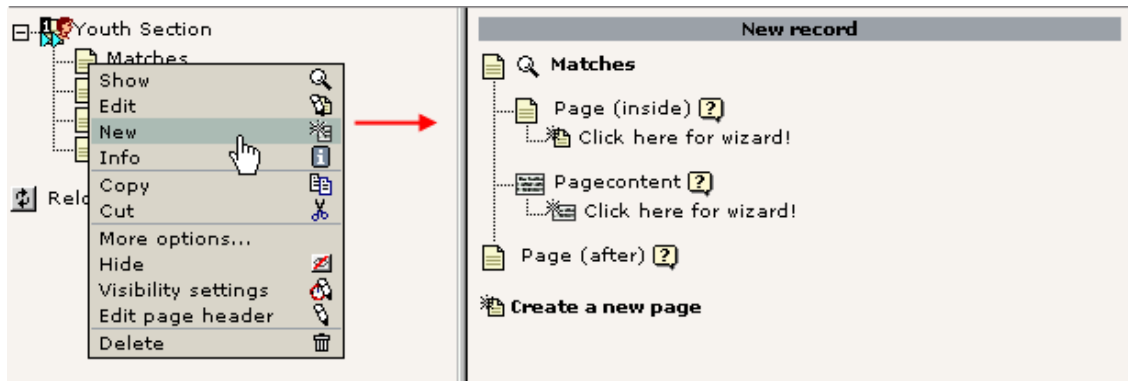 Youth Section
Matches
Show
Edit
New
Info
Copy
Cut
More options...
Hide
Visibility settings
Edit page header
Delete
New record
Matches
Page (inside) ?
Click here for wizard!
Pagecontent ?
Click here for wizard!
Page (after) ?
Create a new page